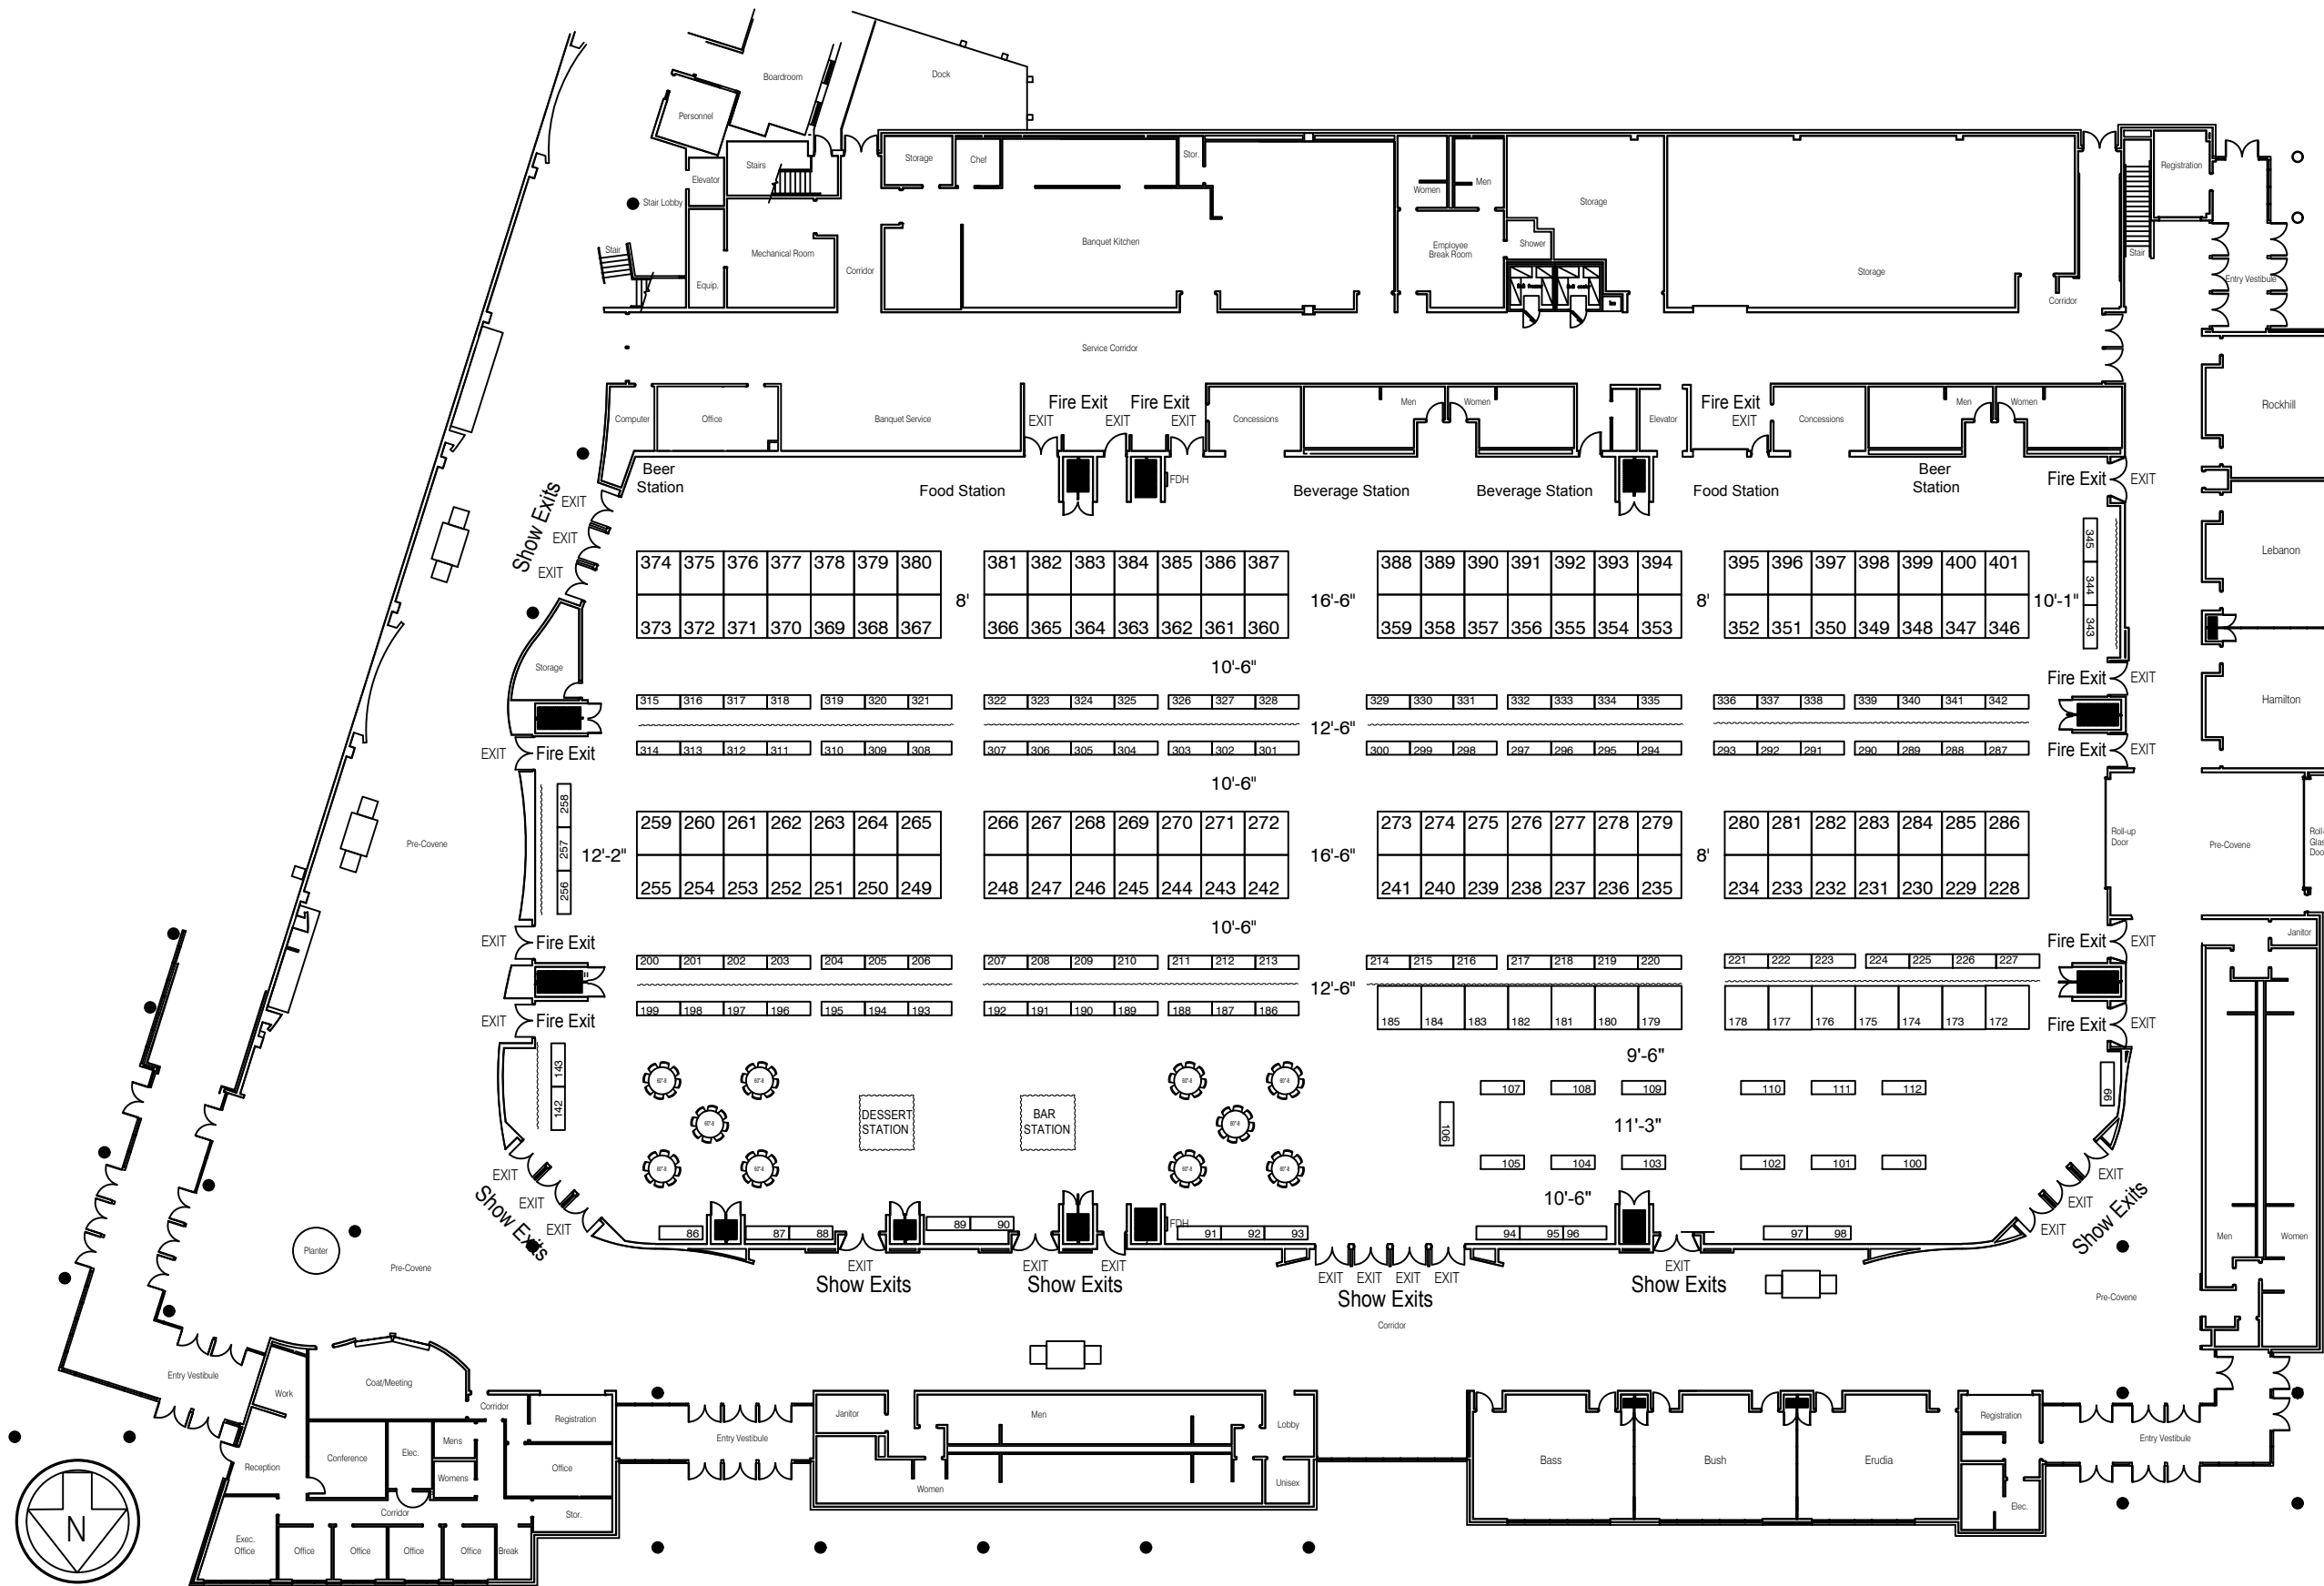 Boardroom
Dock
Personnel
Stairs
Storage
Chef
Stor.
Women
Men
Storage
Registration
Elevator
Stair Lobby
Stair
Mechanical Room
Equip.
Corridor
Banquet Kitchen
Employee
Break Room
Shower
Storage
Corridor
Stair
Entry Vestibule
Service Corridor
Computer
Office
Banquet Service
Fire Exit
Fire Exit
EXIT
EXIT
EXIT
Concessions
Men
Women
Elevator
Fire Exit
EXIT
Concessions
Men
Women
Rockhill
Beer
Station
Food Station
FDH
Beverage Station
Beverage Station
Food Station
Beer
Station
Fire Exit
EXIT
Show Exits
EXIT
EXIT
EXIT
Lebanon
374 375 376 377 378 379 380
381 382 383 384 385 386 387
388 389 390 391 392 393 394
395 396 397 398 399 400 401
8'
16'-6"
8'
10'-1"
345
344
343
373 372 371 370 369 368 367
366 365 364 363 362 361 360
359 358 357 356 355 354 353
352 351 350 349 348 347 346
Storage
10'-6"
Fire Exit
EXIT
Hamilton
315 316 317 318 319 320 321
322 323 324 325 326 327 328
329 330 331 332 333 334 335
336 337 338 339 340 341 342
12'-6"
314 313 312 311 310 309 308
307 306 305 304 303 302 301
300 299 298 297 296 295 294
293 292 291 290 289 288 287
EXIT
Fire Exit
Fire Exit
EXIT
10'-6"
258
257
256
12'-2"
259 260 261 262 263 264 265
266 267 268 269 270 271 272
273 274 275 276 277 278 279
280 281 282 283 284 285 286
16'-6"
8'
255 254 253 252 251 250 249
248 247 246 245 244 243 242
241 240 239 238 237 236 235
234 233 232 231 230 229 228
Pre-Covene
Roll-up
Door
Pre-Covene
EXIT
Fire Exit
10'-6"
Fire Exit
EXIT
Janitor
200 201 202 203 204 205 206
207 208 209 210 211 212 213
214 215 216 217 218 219 220
221 222 223 224 225 226 227
12'-6"
199 198 197 196 195 194 193
192 191 190 189 188 187 186
185 184 183 182 181 180 179
178 177 176 175 174 173 172
EXIT
Fire Exit
Fire Exit
EXIT
9'-6"
143
142
99
107 108 109 110 111 112
DESSERT
STATION
BAR
STATION
106
11'-3"
105 104 103 102 101 100
10'-6"
EXIT
EXIT
EXIT
Show Exits
EXIT
EXIT
EXIT
Show Exits
86 87 88 89 90
FDH
91 92 93 94 95 96 97 98
Men
Women
Planter
Pre-Covene
EXIT
Show Exits
EXIT
EXIT
Show Exits
EXIT EXIT EXIT EXIT
Show Exits
EXIT
Show Exits
Corridor
Pre-Covene
Entry Vestibule
Work
Coat/Meeting
Corridor
Registration
Entry Vestibule
Janitor
Men
Lobby
Women
Unisex
Bass
Bush
Erudia
Registration
Entry Vestibule
Elec.
Reception
Conference
Elec.
Mens
Womens
Office
Corridor
Stor.
Exec.
Office
Office
Office
Office
Office
Break
N